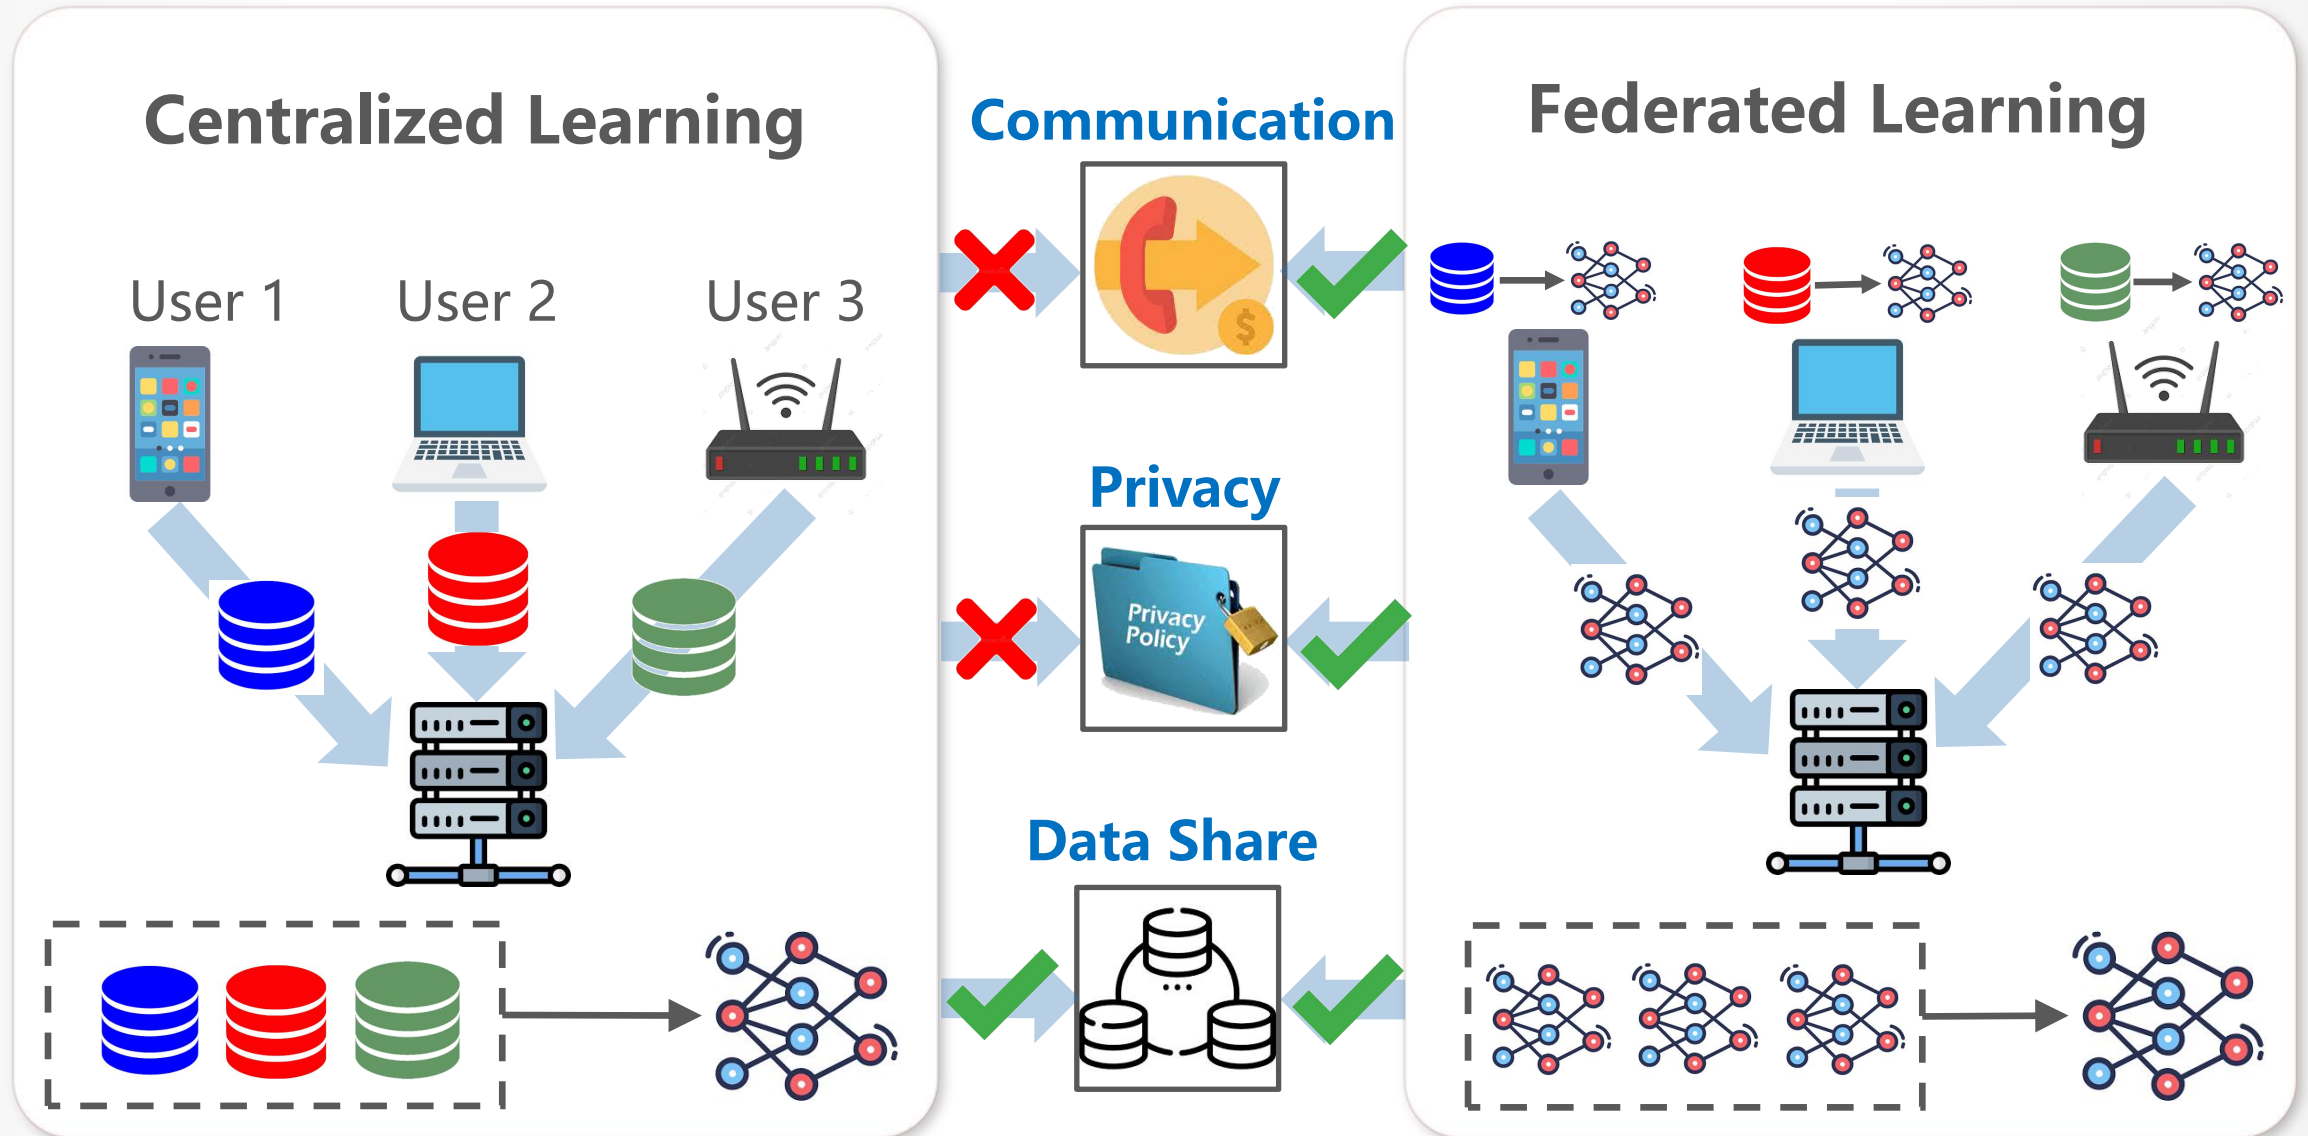 Centralized Learning
User 1
User 2
User 3
Communication
$
Privacy
Privacy
Policy
Data Share
Federated Learning